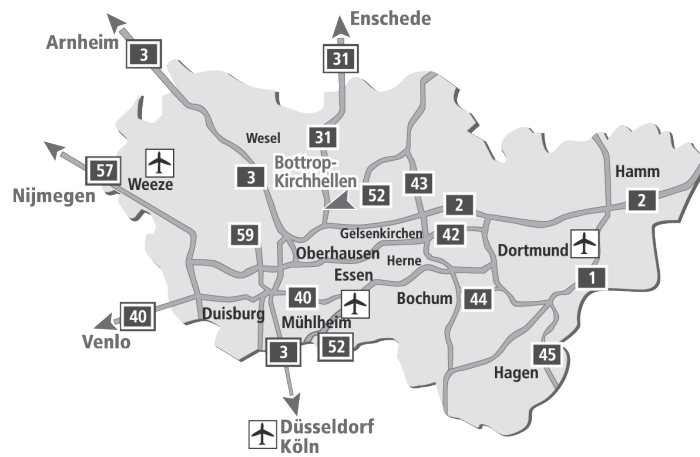 Enschede
Arnheim
3
31
Wesel
31
Bottrop-
Kirchhellen
57
Weeze
Nijmegen
3
52
43
Hamm
2
2
59
Gelsenkirchen
42
Oberhausen
Dortmund
Herne
Essen
1
40
Bochum
44
40
Duisburg
Mühlheim
Venlo
3
52
45
Hagen
Düsseldorf
Köln